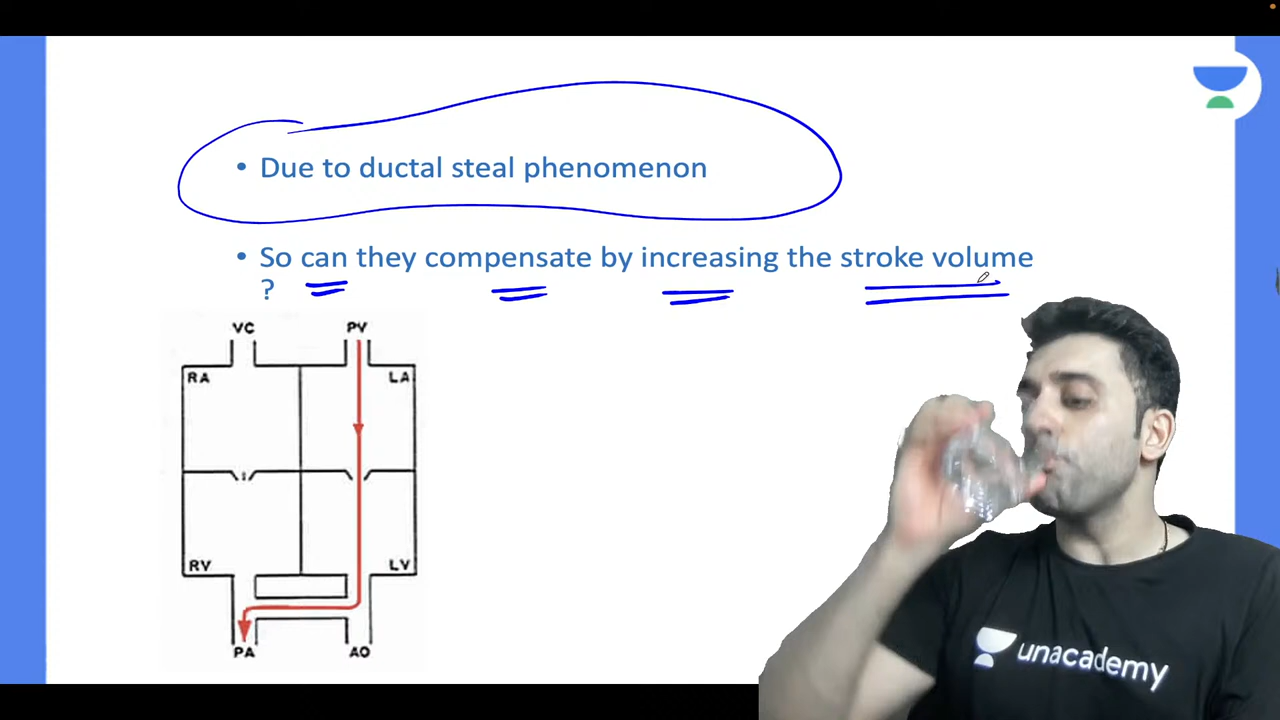 • Due to ductal steal phenomenon
• So can they compensate by increasing the stroke volume
?
VC PV
RA LA
RV LV
PA AO
unacademy